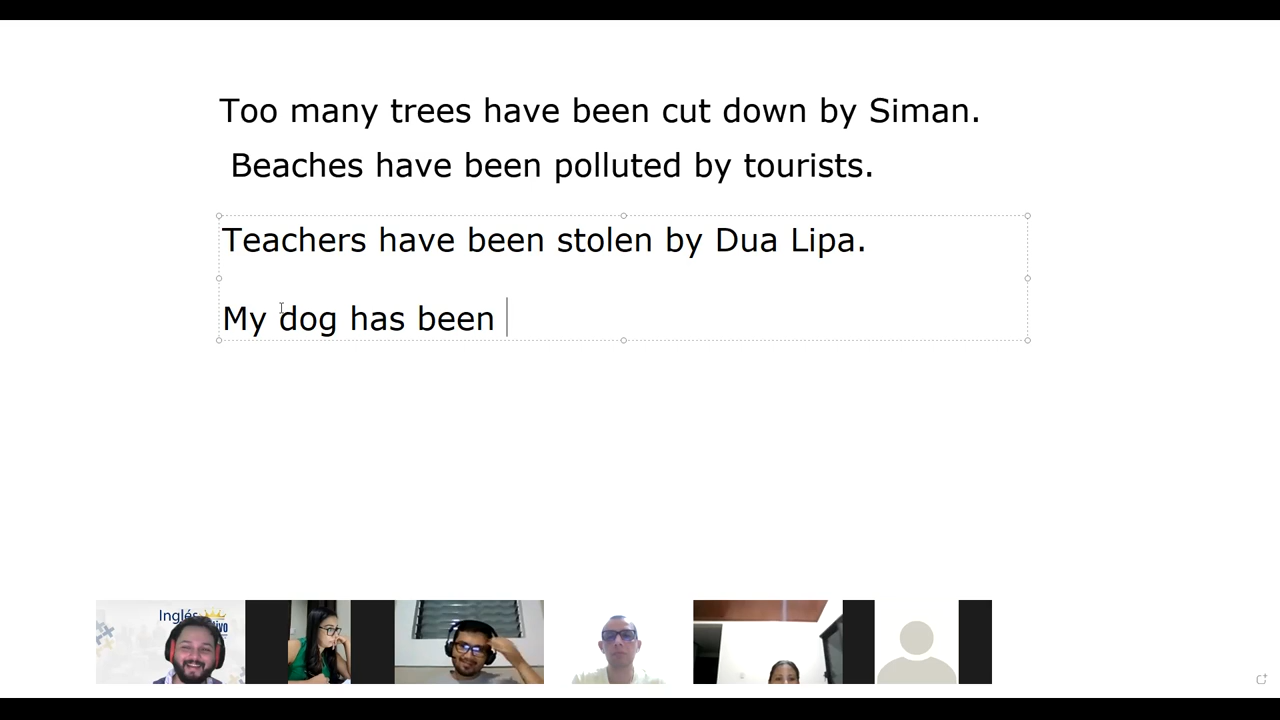 Too many trees have been cut down by Siman.
Beaches have been polluted by tourists.
Teachers have been stolen by Dua Lipa.
My dog has been
Inglés